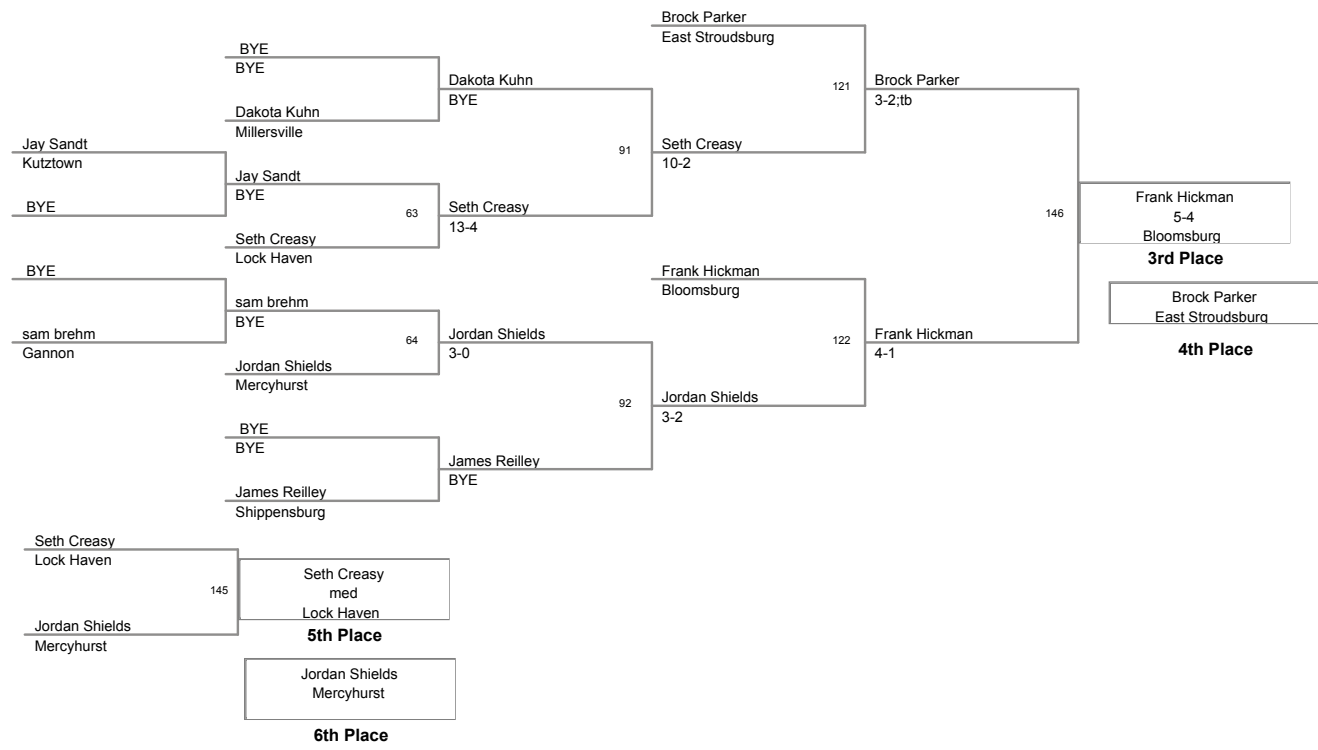 Brock Parker
East Stroudsburg
BYE
BYE
Dakota Kuhn
BYE
121
Brock Parker
3-2;tb
Dakota Kuhn
Millersville
Jay Sandt
Kutztown
91
Seth Creasy
10-2
Jay Sandt
BYE
BYE
63
Seth Creasy
13-4
146
Frank Hickman
5-4
Bloomsburg
3rd Place
Seth Creasy
Lock Haven
BYE
Frank Hickman
Bloomsburg
Brock Parker
East Stroudsburg
4th Place
sam brehm
BYE
sam brehm
Gannon
64
Jordan Shields
3-0
122
Frank Hickman
4-1
Jordan Shields
Mercyhurst
92
Jordan Shields
3-2
BYE
BYE
James Reilley
BYE
James Reilley
Shippensburg
Seth Creasy
Lock Haven
145
Seth Creasy
med
Lock Haven
5th Place
Jordan Shields
Mercyhurst
Jordan Shields
Mercyhurst
6th Place